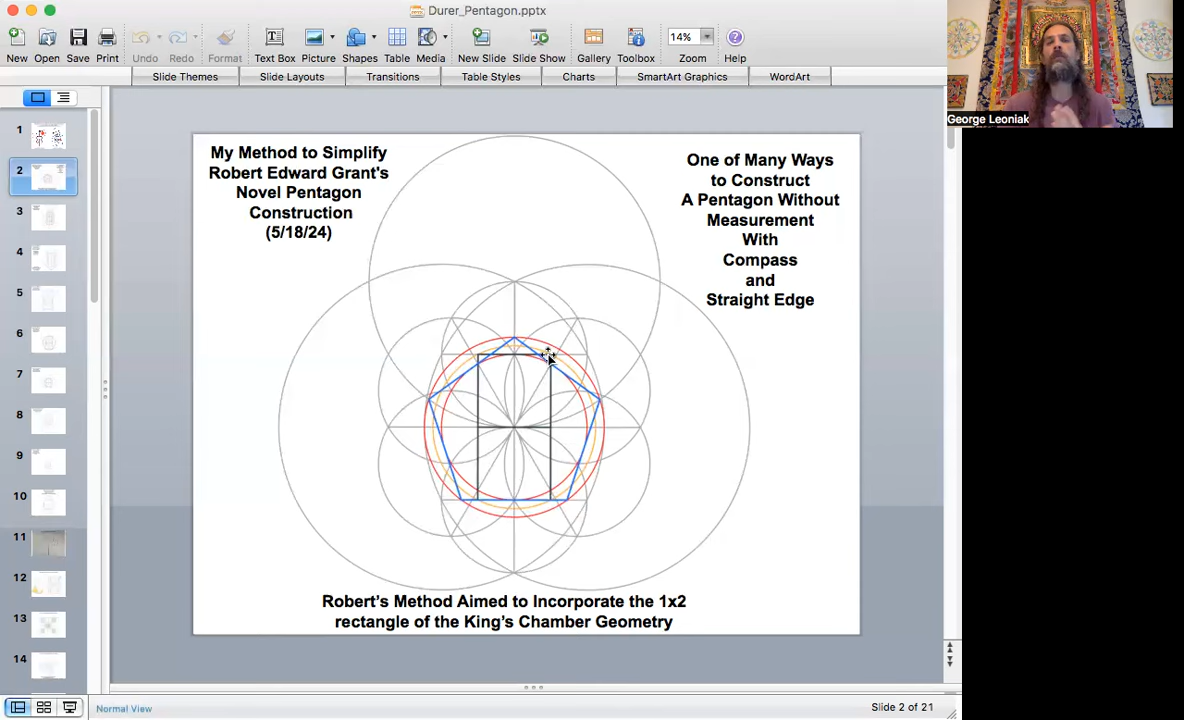 Durer_Pentagon.pptx
New Open Save Print Undo Redo Format Text Box Picture Shapes Table Media New Slide Slide Show Gallery Toolbox Zoom Help
14%
Slide Themes Slide Layouts Transitions Table Styles Charts SmartArt Graphics WordArt
George Leoniak
1
2
3
4
5
6
7
8
9
10
11
12
13
14
My Method to Simplify
Robert Edward Grant's
Novel Pentagon
Construction
(5/18/24)
One of Many Ways
to Construct
A Pentagon Without
Measurement
With
Compass
and
Straight Edge
Robert's Method Aimed to Incorporate the 1x2
rectangle of the King's Chamber Geometry
Normal View
Slide 2 of 21